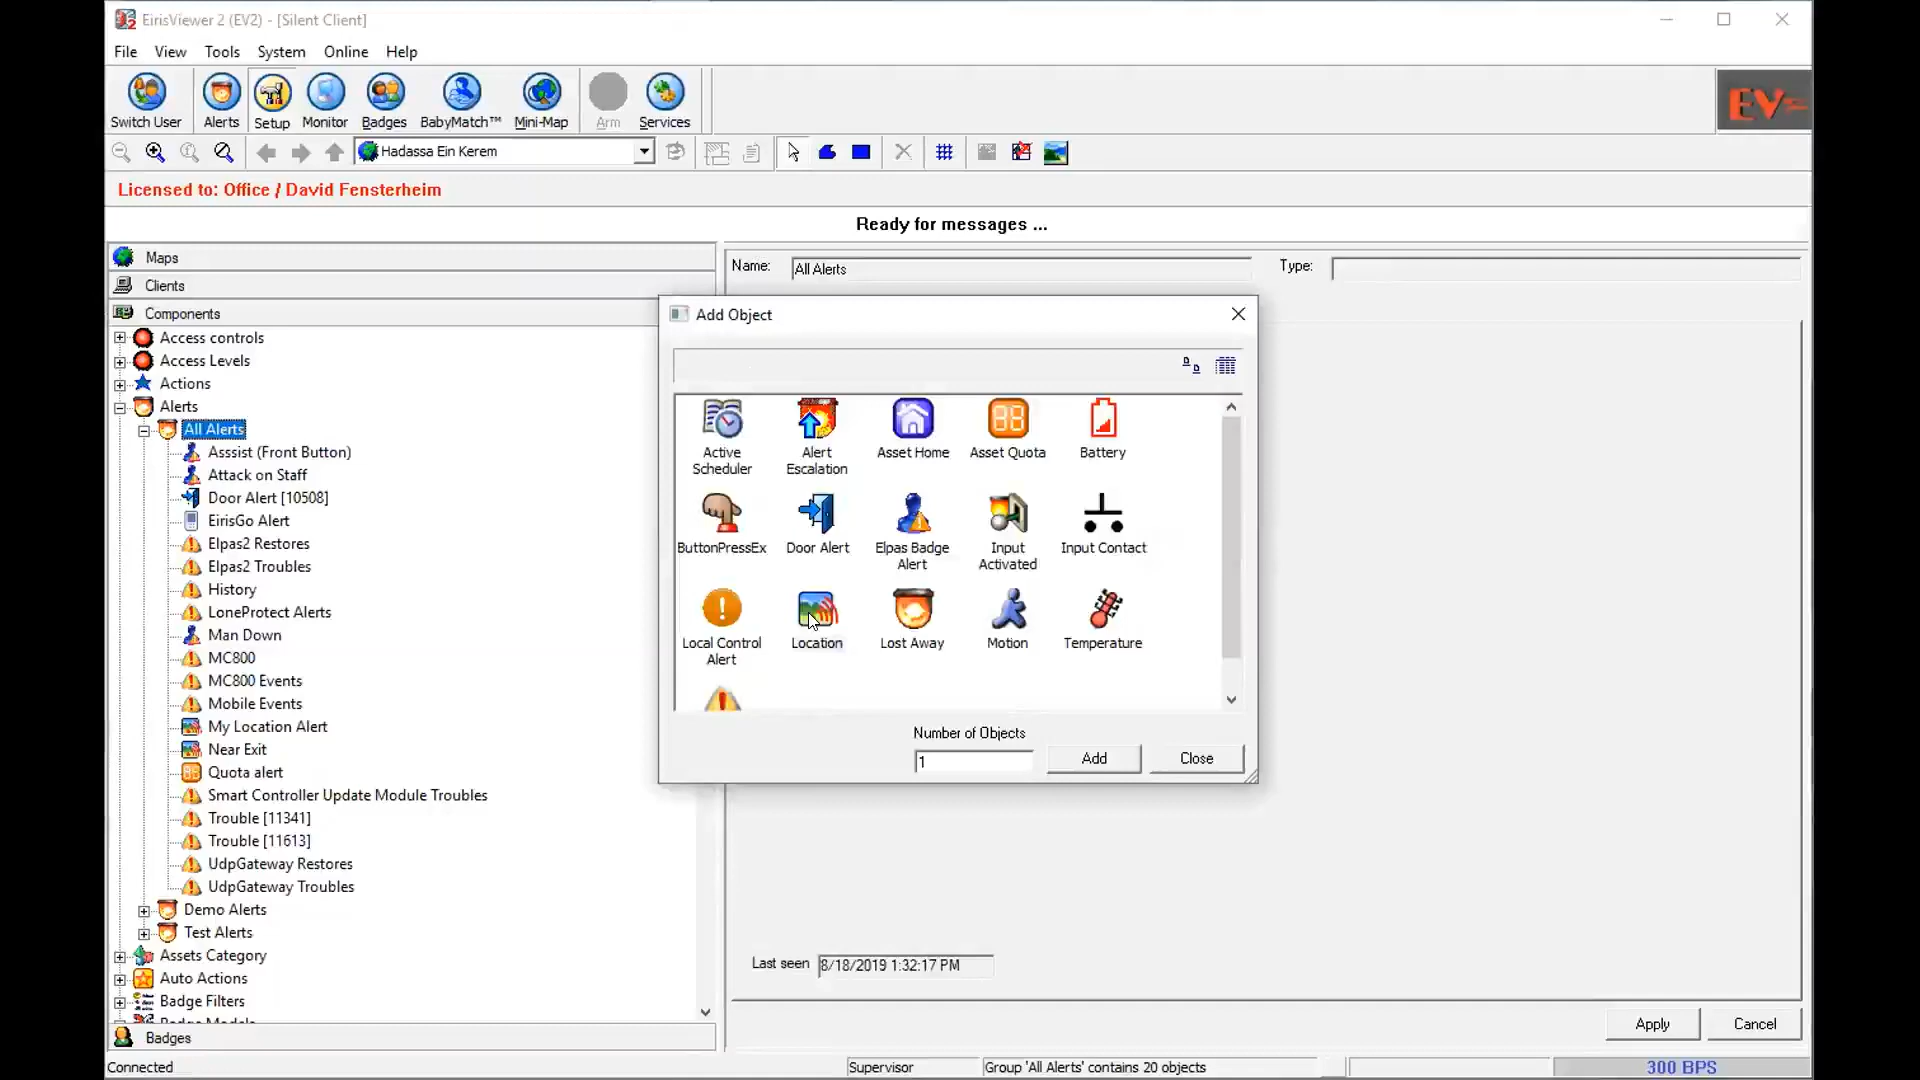 EirisViewer 2 (EV2) - [Silent Client]
File View Tools System Online Help
Switch User Alerts Setup Monitor Badges BabyMatch™ Mini-Map Arm Services
EV
Hadassa Ein Kerem
Licensed to: Office / David Fensterheim
Ready for messages ...
Maps
Clients
Components
Access controls
Access Levels
Actions
Alerts
All Alerts
Asssist (Front Button)
Attack on Staff
Door Alert [10508]
EirisGo Alert
Elpas2 Restores
Elpas2 Troubles
History
LoneProtect Alerts
Man Down
MC800
MC800 Events
Mobile Events
My Location Alert
Near Exit
Quota alert
Smart Controller Update Module Troubles
Trouble [11341]
Trouble [11613]
UdpGateway Restores
UdpGateway Troubles
Demo Alerts
Test Alerts
Assets Category
Auto Actions
Badge Filters
Badge Models
Badges
Name: All Alerts Type:
Add Object
Active Scheduler
Alert Escalation
Asset Home
Asset Quota
Battery
ButtonPressEx
Door Alert
Elpas Badge Alert
Input Activated
Input Contact
Local Control Alert
Location
Lost Away
Motion
Temperature
Number of Objects
1 Add Close
Last seen 8/18/2019 1:32:17 PM
Apply Cancel
Connected Supervisor Group 'All Alerts' contains 20 objects 300 BPS